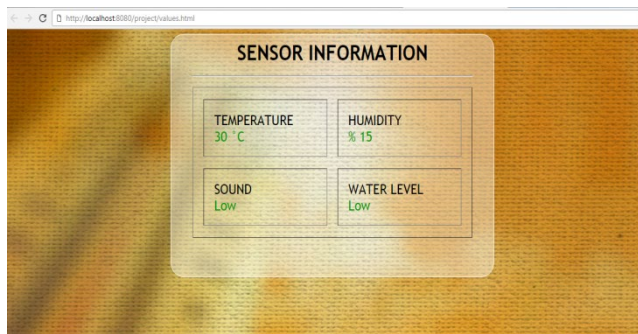 http://localhost:8080/project/values.html
SENSOR INFORMATION
TEMPERATURE
30 °C
HUMIDITY
% 15
SOUND
Low
WATER LEVEL
Low